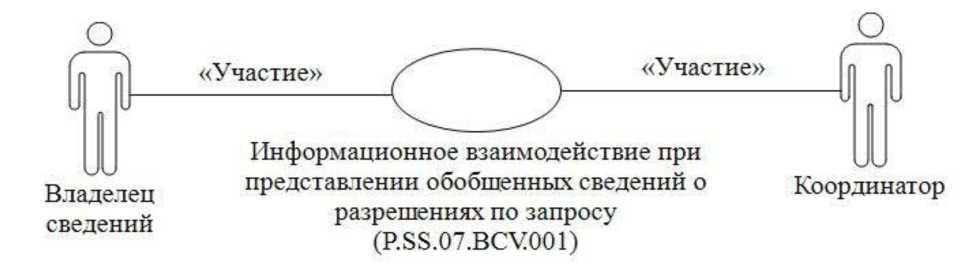 «Участие»
«Участие»
Информационное взаимодействие при
представлении обобщенных сведений о
разрешениях по запросу
(P.SS.07.BCV.001)
Владелец
сведений
Координатор